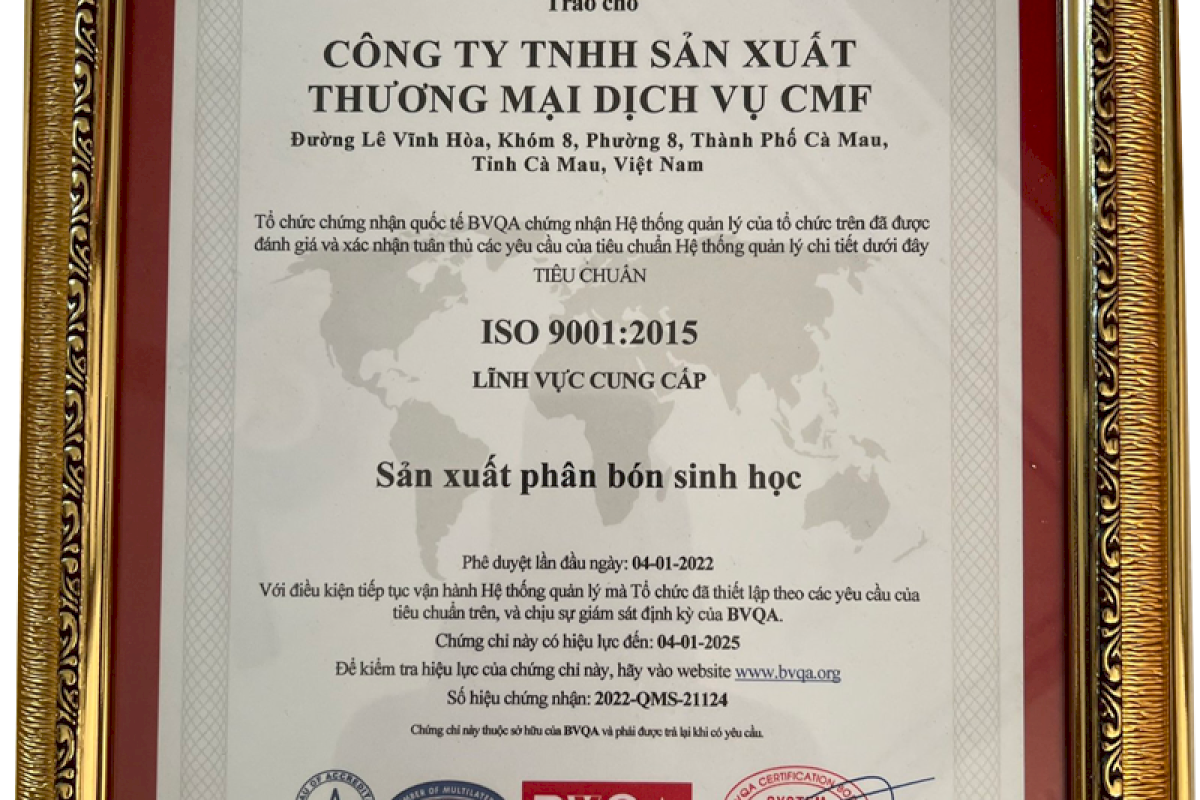 Trao cho
CÔNG TY TNHH SẢN XUẤT
THƯƠNG MẠI DỊCH VỤ CMF
Đường Lê Vĩnh Hòa, Khóm 8, Phường 8, Thành Phố Cà Mau,
Tỉnh Cà Mau, Việt Nam
Tổ chức chứng nhận quốc tế BVQA chứng nhận Hệ thống quản lý của tổ chức trên đã được
đánh giá và xác nhận tuân thủ các yêu cầu của tiêu chuẩn Hệ thống quản lý chi tiết dưới đây
TIÊU CHUẨN
ISO 9001:2015
LĨNH VỰC CUNG CẤP
Sản xuất phân bón sinh học
Phê duyệt lần đầu ngày: 04-01-2022
Với điều kiện tiếp tục vận hành Hệ thống quản lý mà Tổ chức đã thiết lập theo các yêu cầu của
tiêu chuẩn trên, và chịu sự giám sát định kỳ của BVQA.
Chứng chỉ này có hiệu lực đến: 04-01-2025
Để kiểm tra hiệu lực của chứng chỉ này, hãy vào website www.bvqa.org
Số hiệu chứng nhận: 2022-QMS-21124
Chứng chỉ này thuộc sở hữu của BVQA và phải được trả lại khi có yêu cầu.
OF ACCREDIT
OF MULTILATE
BVQA
QA CERTIFICATION